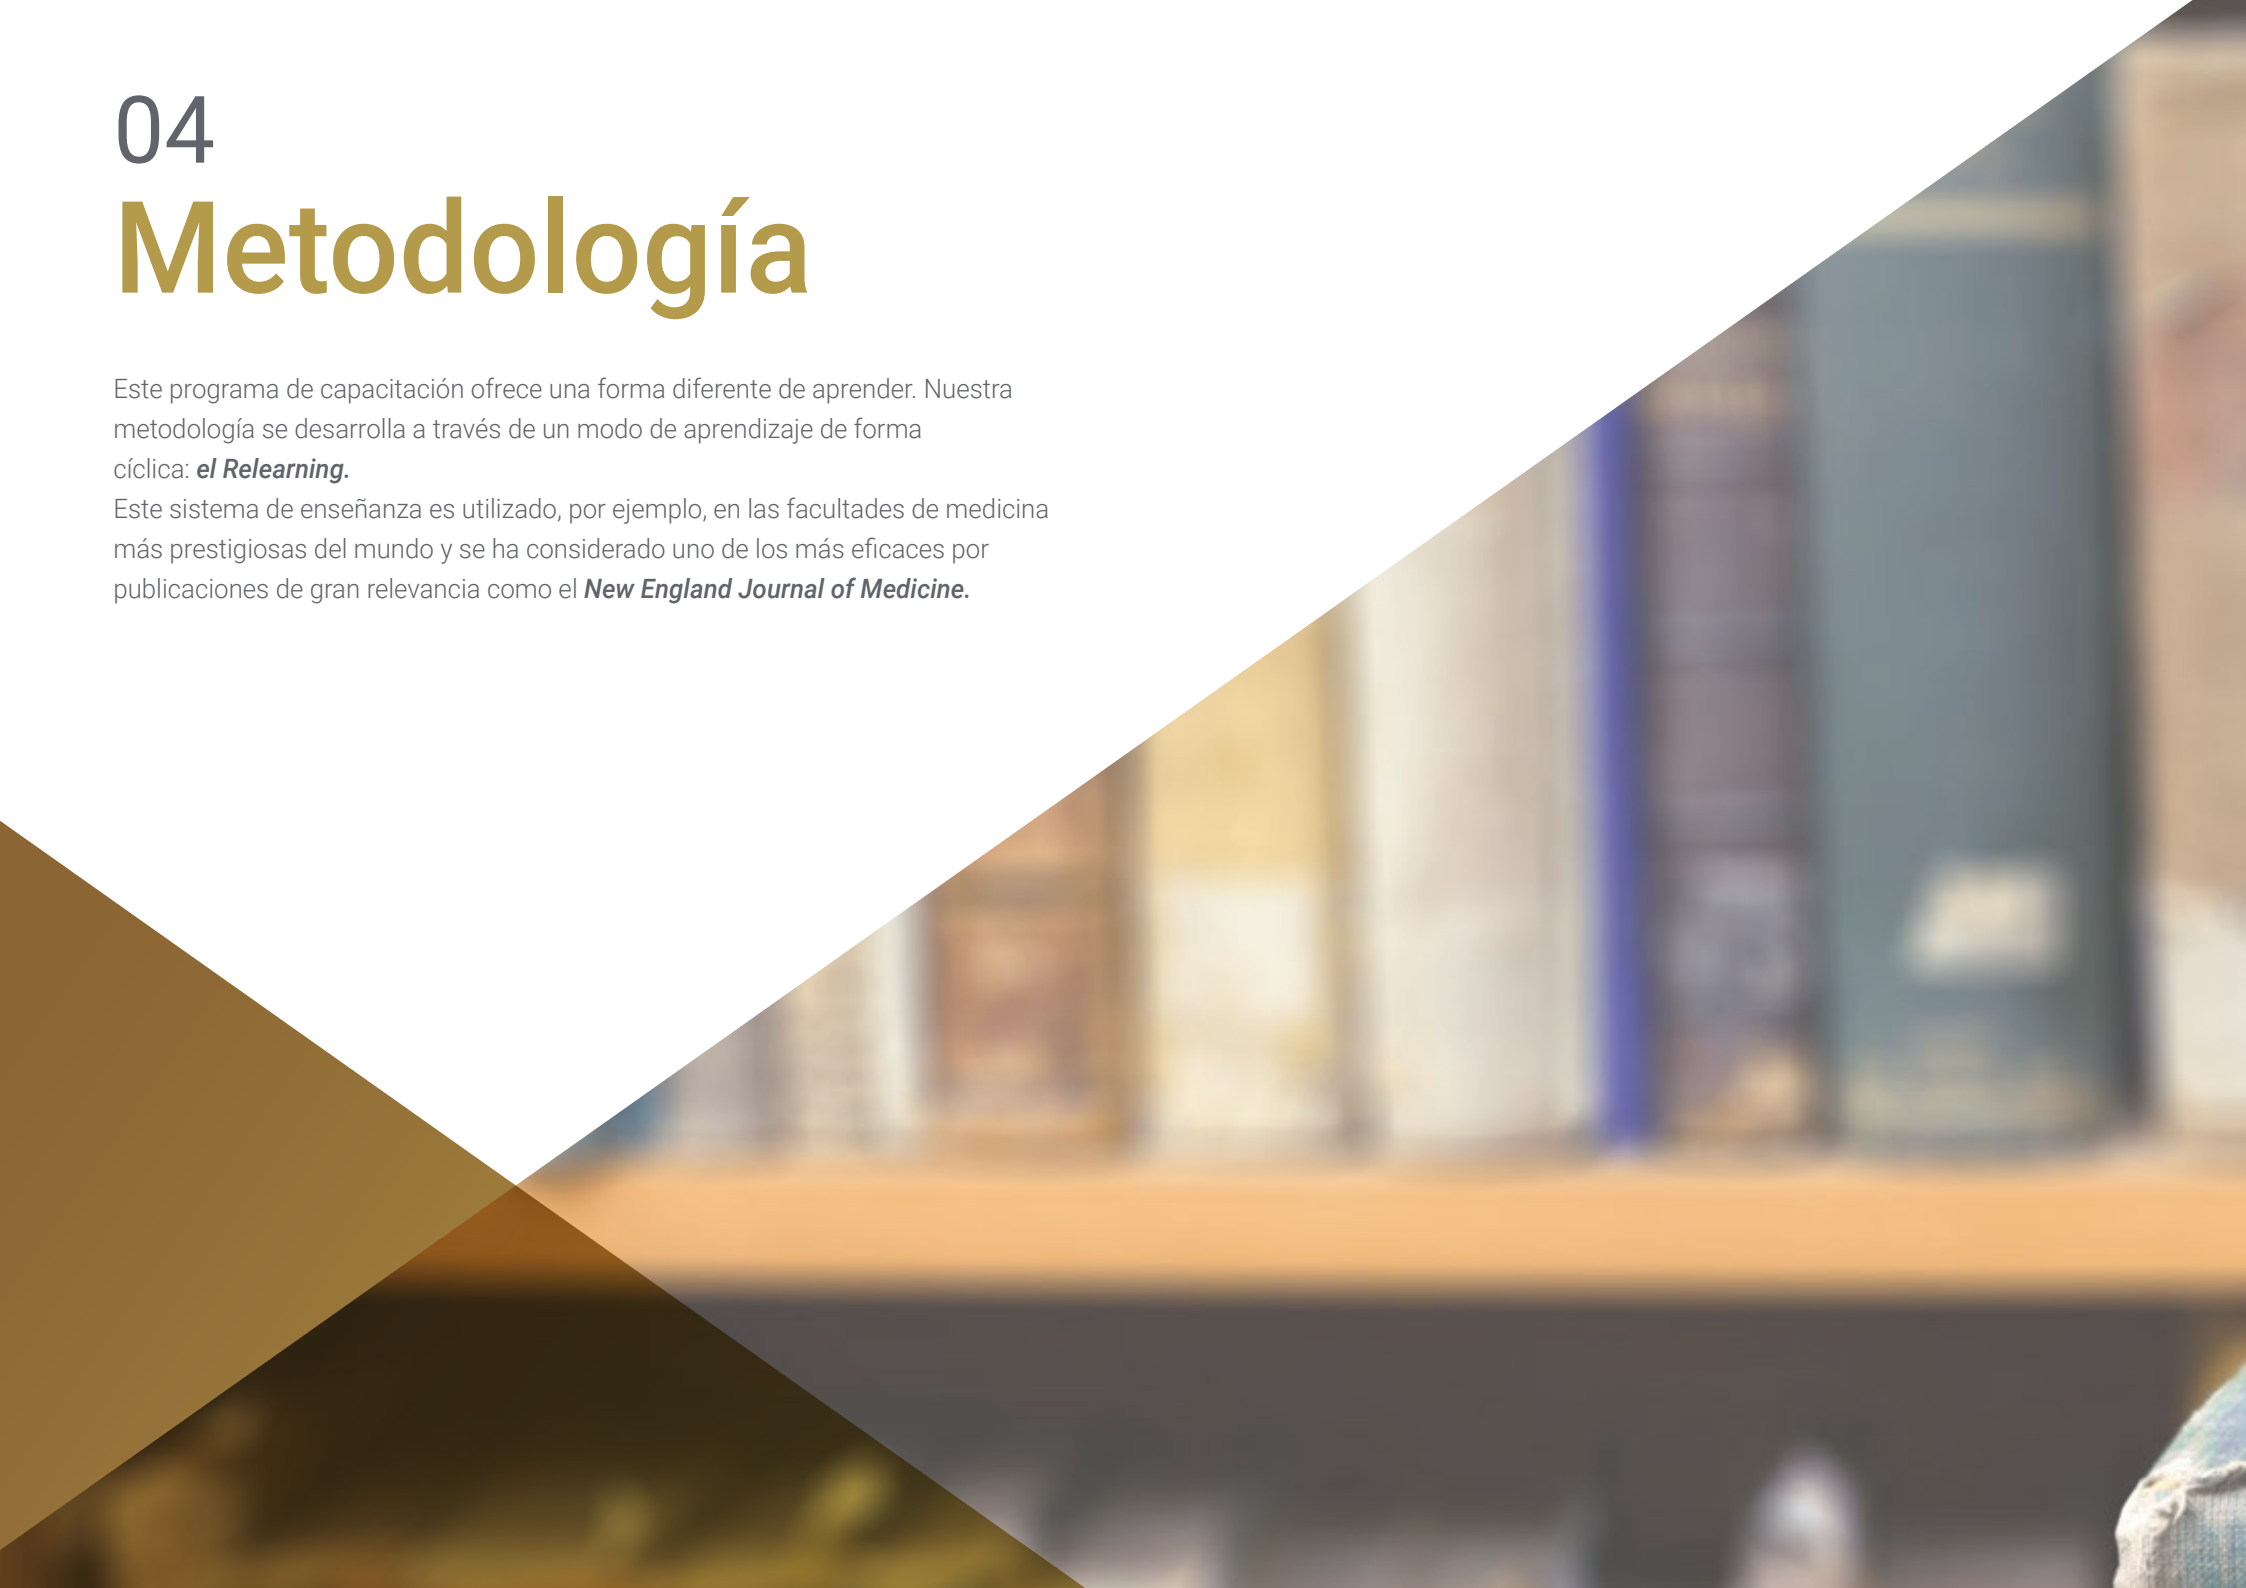 04
Metodología
Este programa de capacitación ofrece una forma diferente de aprender. Nuestra
metodología se desarrolla a través de un modo de aprendizaje de forma
cíclica: el Relearning.
Este sistema de enseñanza es utilizado, por ejemplo, en las facultades de medicina
más prestigiosas del mundo y se ha considerado uno de los más eficaces por
publicaciones de gran relevancia como el New England Journal of Medicine.